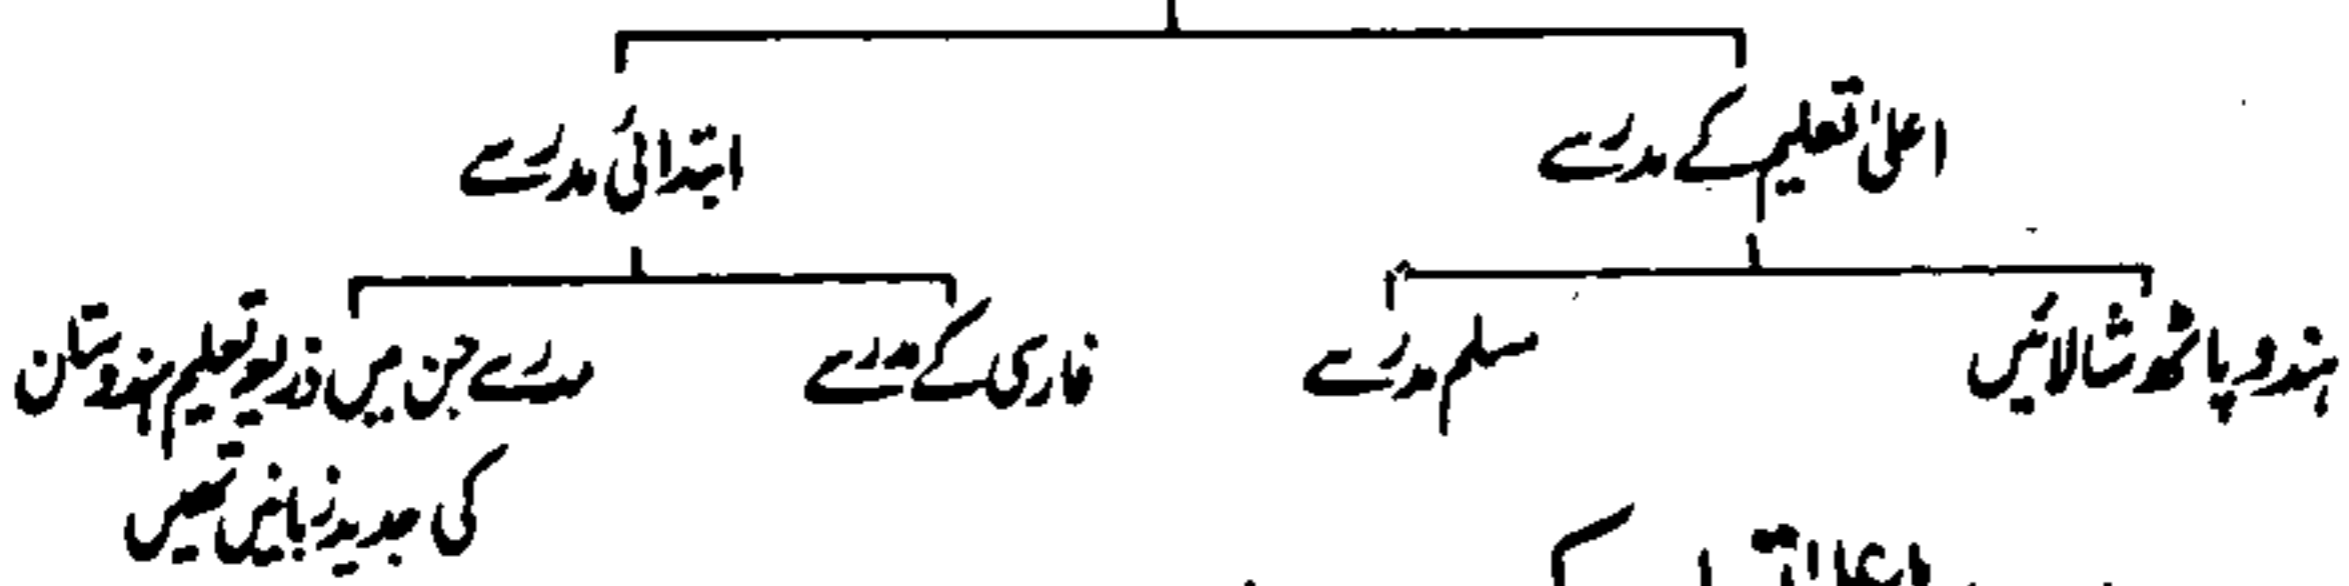 اعلیٰ تعلیم کے مدرسے
ابتدائی مدرسے
ہندو پاٹھ شالائیں
مسلم مدرسے
فارسی کے مدرسے
مدرسے جن میں ذریعہ تعلیم ہندوستان
کی جدید زبانیں تھیں